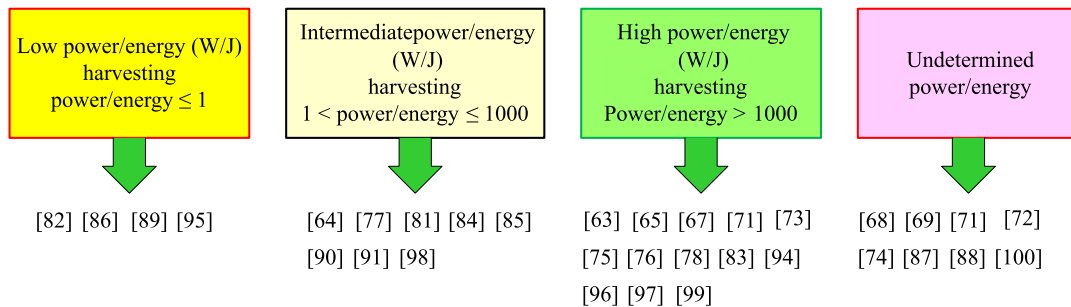 Low power/energy (W/J)
harvesting
power/energy ≤ 1
Intermediatepower/energy
(W/J)
harvesting
1 < power/energy ≤ 1000
High power/energy
(W/J)
harvesting
Power/energy > 1000
Undetermined
power/energy
[82] [86] [89] [95]
[64] [77] [81] [84] [85]
[90] [91] [98]
[63] [65] [67] [71] [73]
[75] [76] [78] [83] [94]
[96] [97] [99]
[68] [69] [71] [72]
[74] [87] [88] [100]